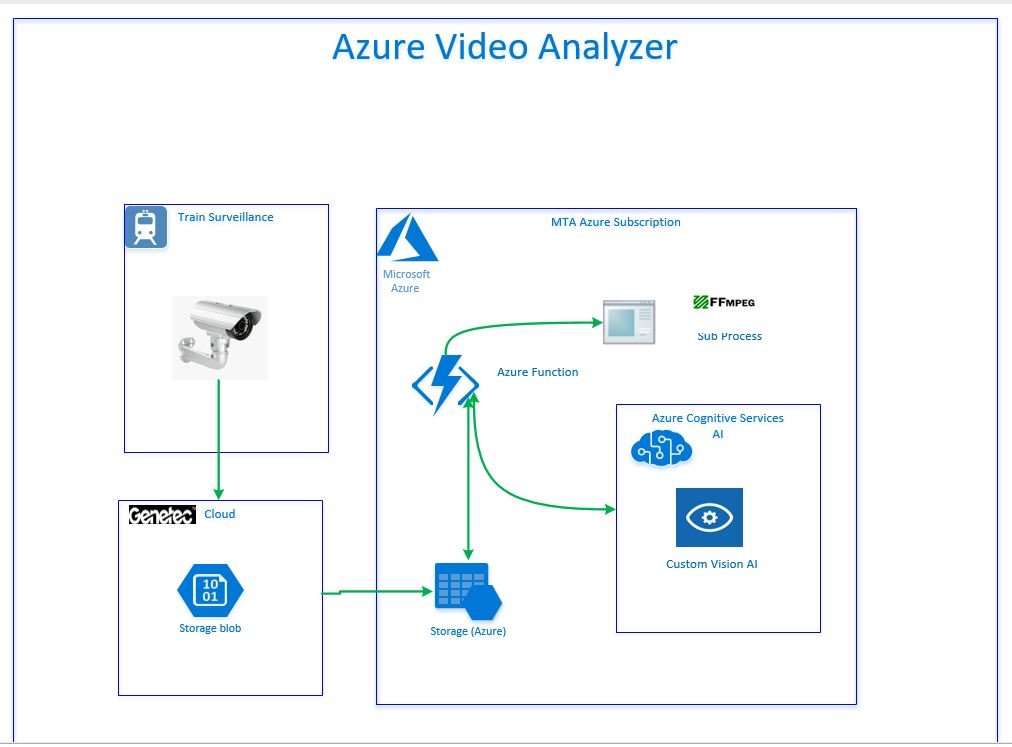 Azure Video Analyzer
Train Surveillance
MTA Azure Subscription
Microsoft
Azure
FFMPEG
Sub Process
Azure Function
Azure Cognitive Services
AI
Genetec
Cloud
10
01
Custom Vision AI
Storage blob
Storage (Azure)